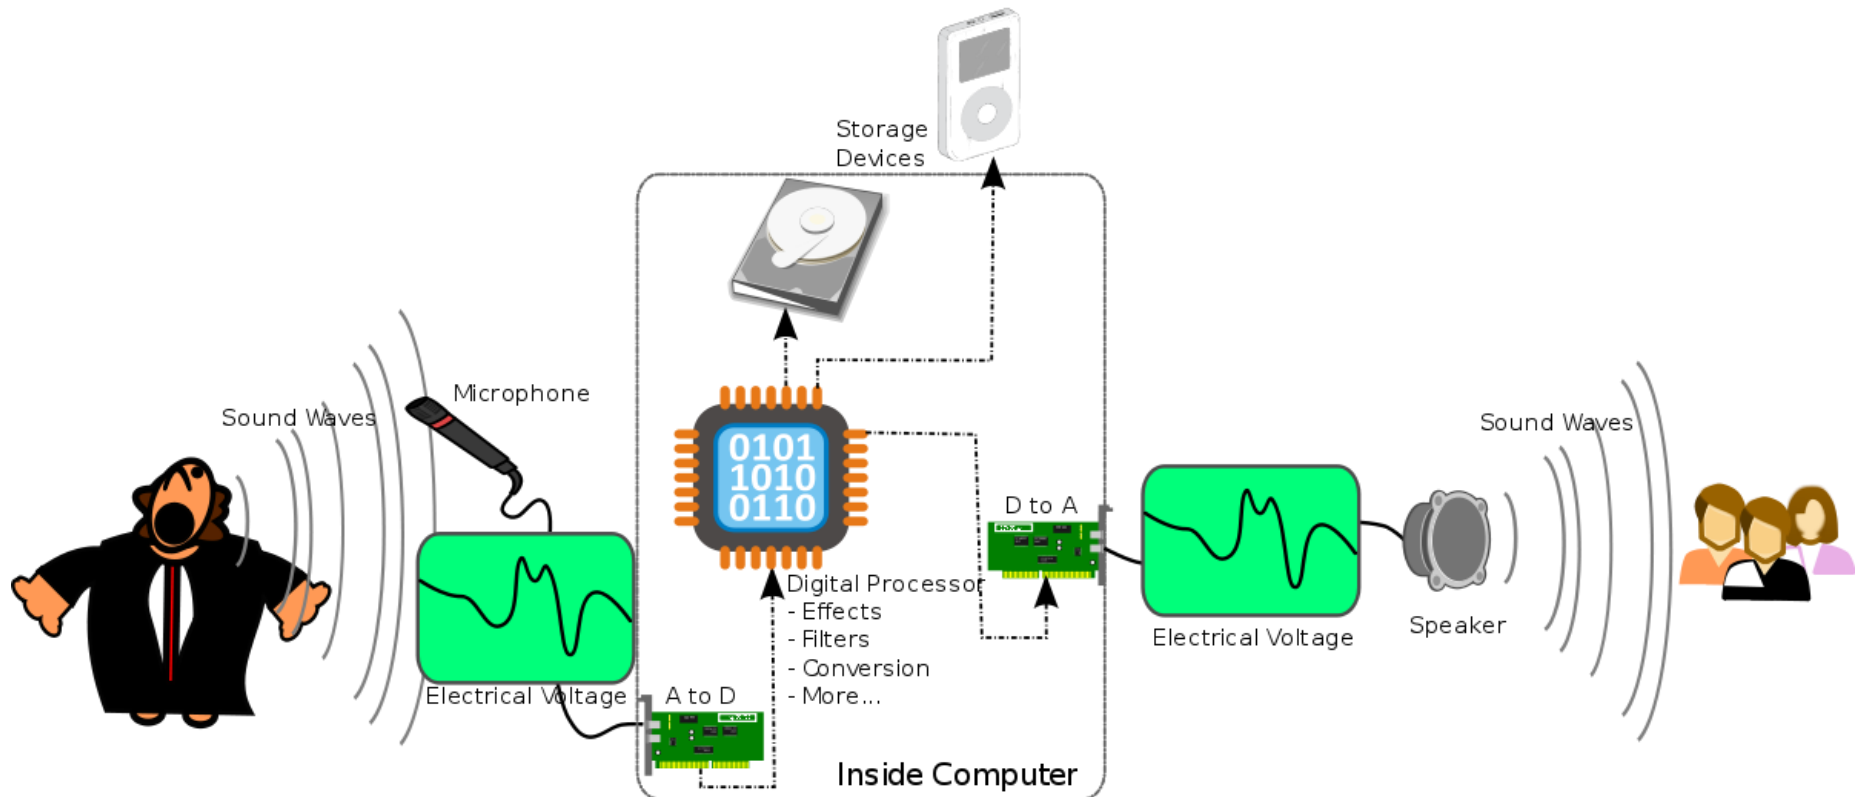 Storage
Devices
Microphone
Sound Waves
Sound Waves
0101
1010
0110
D to A
Digital Processor
- Effects
- Filters
- Conversion
- More...
Electrical Voltage
Speaker
Electrical Voltage
A to D
Inside Computer